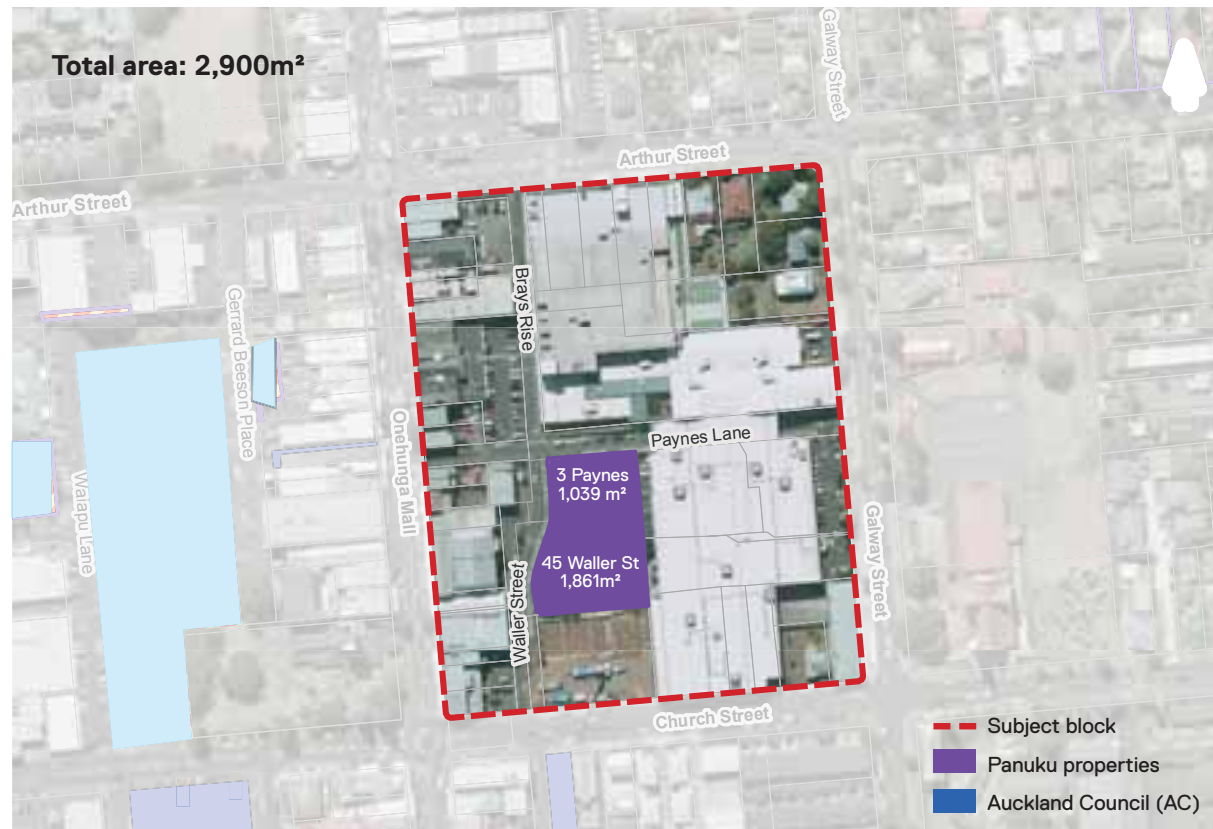 Total area: 2,900m²
Galway Street
Arthur Street
Arthur Street
Brays Rise
Gerrard Beeson Place
Onehunga Mall
Waiapu Lane
Paynes Lane
3 Paynes
1,039 m²
45 Waller St
1,861m²
Waller Street
Galway Street
Church Street
Subject block
Panuku properties
Auckland Council (AC)